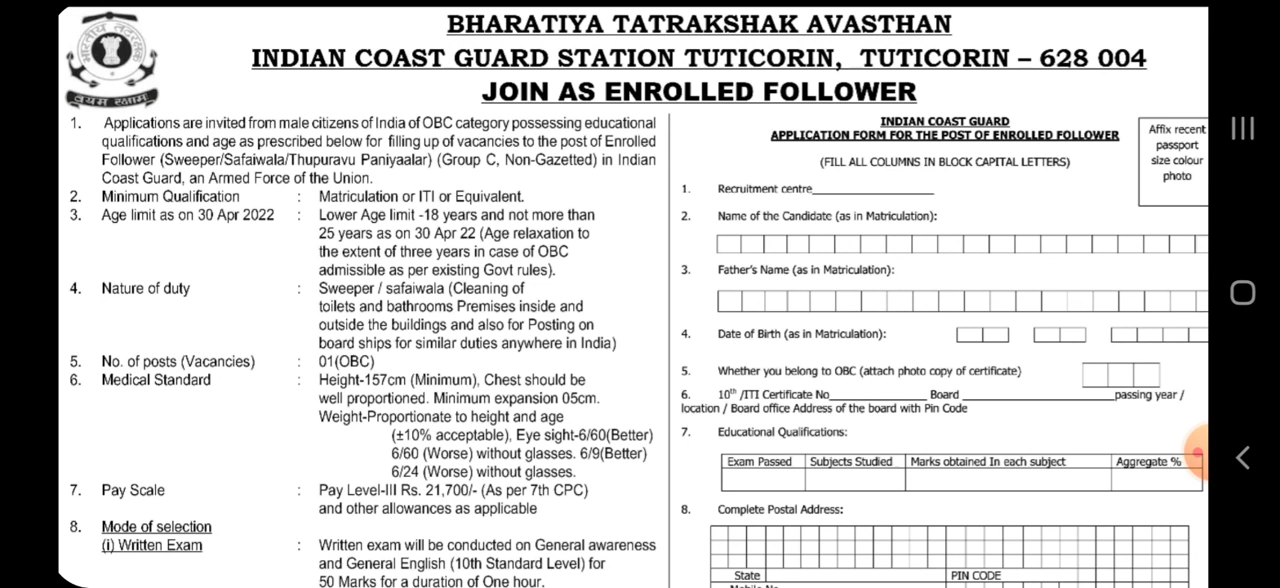 BHARATIYA TATRAKSHAK AVASTHAN
INDIAN COAST GUARD STATION TUTICORIN, TUTICORIN – 628 004
JOIN AS ENROLLED FOLLOWER
वयम रक्षामः
1. Applications are invited from male citizens of India of OBC category possessing educational
qualifications and age as prescribed below for filling up of vacancies to the post of Enrolled
Follower (Sweeper/Safaiwala/Thupuravu Paniyaalar) (Group C, Non-Gazetted) in Indian
Coast Guard, an Armed Force of the Union.
2. Minimum Qualification : Matriculation or ITI or Equivalent.
3. Age limit as on 30 Apr 2022 : Lower Age limit -18 years and not more than
25 years as on 30 Apr 22 (Age relaxation to
the extent of three years in case of OBC
admissible as per existing Govt rules).
4. Nature of duty : Sweeper / safaiwala (Cleaning of
toilets and bathrooms Premises inside and
outside the buildings and also for Posting on
board ships for similar duties anywhere in India)
5. No. of posts (Vacancies) : 01(OBC)
6. Medical Standard : Height-157cm (Minimum), Chest should be
well proportioned. Minimum expansion 05cm.
Weight-Proportionate to height and age
(±10% acceptable), Eye sight-6/60(Better)
6/60 (Worse) without glasses. 6/9(Better)
6/24 (Worse) without glasses.
7. Pay Scale : Pay Level-III Rs. 21,700/- (As per 7th CPC)
and other allowances as applicable
8. Mode of selection
(i) Written Exam : Written exam will be conducted on General awareness
and General English (10th Standard Level) for
50 Marks for a duration of One hour.
INDIAN COAST GUARD
APPLICATION FORM FOR THE POST OF ENROLLED FOLLOWER
(FILL ALL COLUMNS IN BLOCK CAPITAL LETTERS)
Affix recent
passport
size colour
photo
1. Recruitment centre
2. Name of the Candidate (as in Matriculation):
3. Father's Name (as in Matriculation):
4. Date of Birth (as in Matriculation):
5. Whether you belong to OBC (attach photo copy of certificate)
6. 10th /ITI Certificate No Board passing year /
location / Board office Address of the board with Pin Code
7. Educational Qualifications:
Exam Passed Subjects Studied Marks obtained In each subject Aggregate %
8. Complete Postal Address:
State PIN CODE